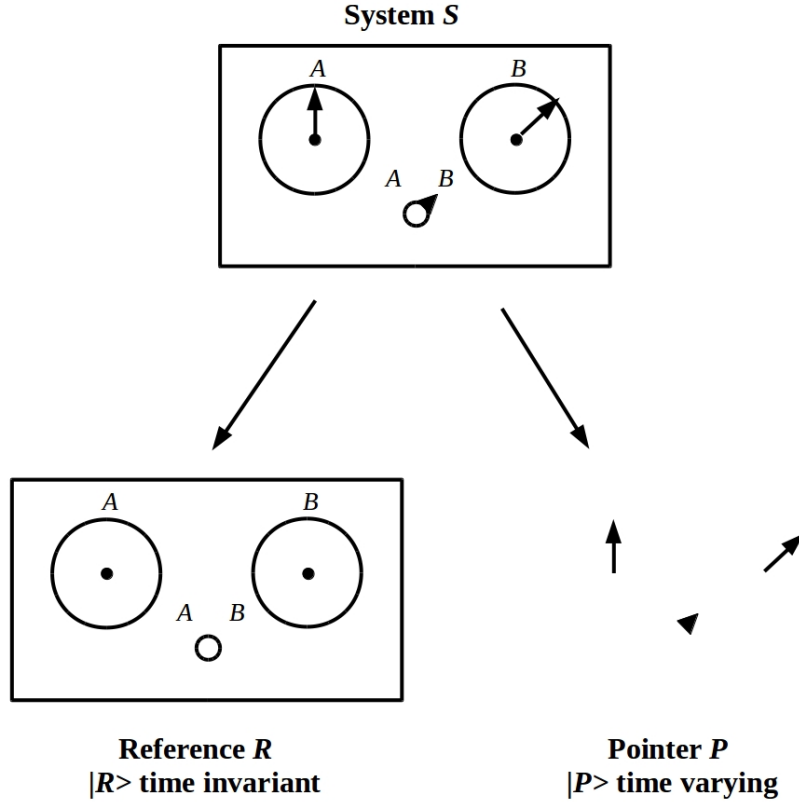 System S
A B
A B
A B
A B
Reference R
|R> time invariant
Pointer P
|P> time varying